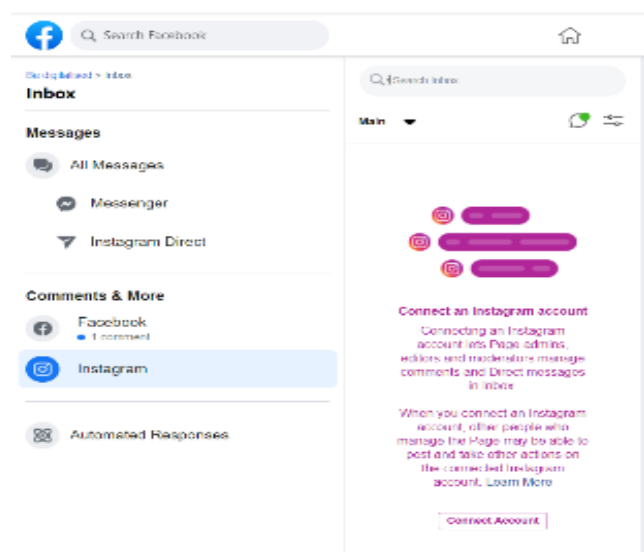 Search Facebook
> Inbox
Inbox
Messages
All Messages
Messenger
Instagram Direct
Comments & More
Facebook
1 comment
Instagram
Automated Responses
Search Inbox
Main
Connect an Instagram account
Connecting an Instagram
account lets Page admins,
editors and moderators manage
comments and Direct messages
in Inbox
When you connect an Instagram
account, other people who
manage the Page may be able to
post and take other actions on
the connected Instagram
account. Learn More
Connect Account